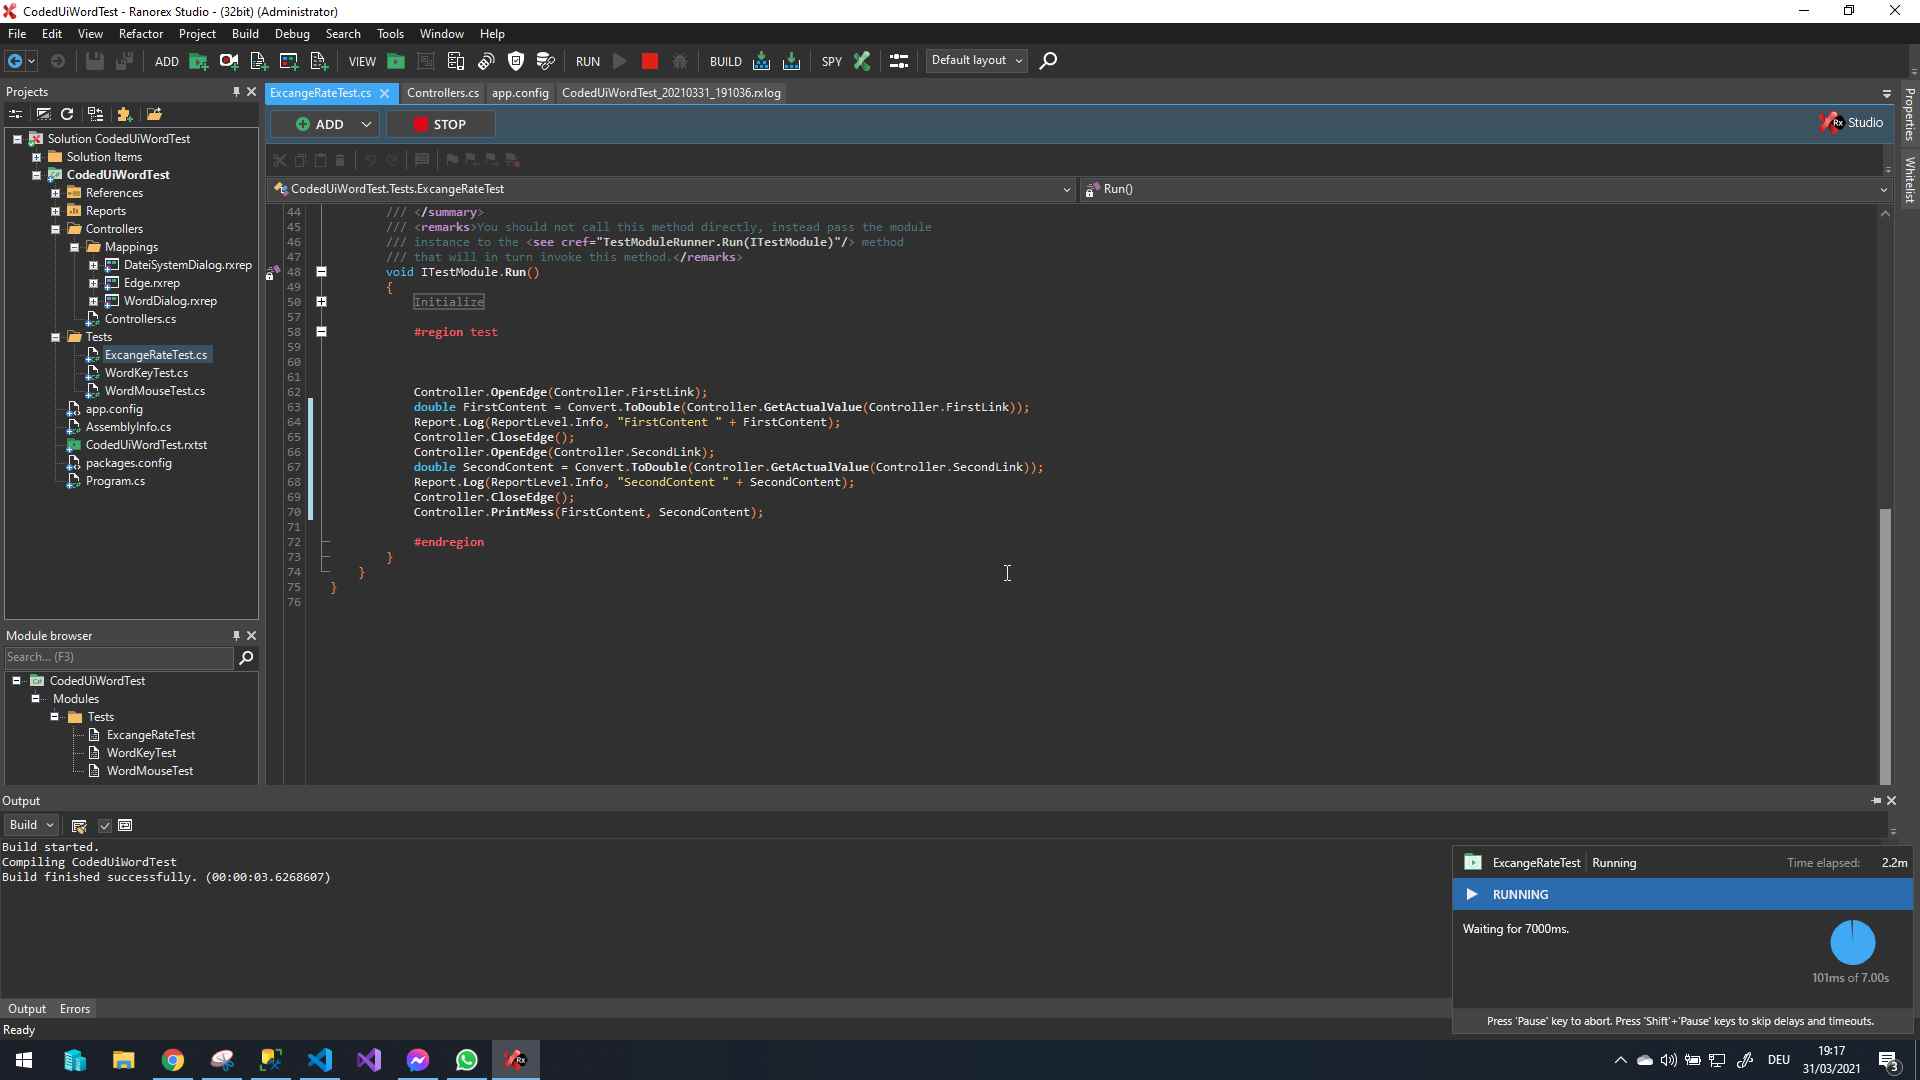 CodedUiWordTest - Ranorex Studio - (32bit) (Administrator)
File Edit View Refactor Project Build Debug Search Tools Window Help
ADD VIEW RUN BUILD SPY Default layout
Projects
Solution CodedUiWordTest
Solution Items
CodedUiWordTest
References
Reports
Controllers
Mappings
DateiSystemDialog.rxrep
Edge.rxrep
WordDialog.rxrep
Controllers.cs
Tests
ExcangeRateTest.cs
WordKeyTest.cs
WordMouseTest.cs
app.config
AssemblyInfo.cs
CodedUiWordTest.rxtst
packages.config
Program.cs
Module browser
Search... (F3)
CodedUiWordTest
Modules
Tests
ExcangeRateTest
WordKeyTest
WordMouseTest
ExcangeRateTest.cs Controllers.cs app.config CodedUiWordTest_20210331_191036.rxlog
ADD STOP
Rx Studio
CodedUiWordTest.Tests.ExcangeRateTest Run()
44 /// </summary>
45 /// <remarks>You should not call this method directly, instead pass the module
46 /// instance to the <see cref="TestModuleRunner.Run(ITestModule)"/> method
47 /// that will in turn invoke this method.</remarks>
48 void ITestModule.Run()
49 {
50 Initialize
57
58 #region test
59
60
61
62 Controller.OpenEdge(Controller.FirstLink);
63 double FirstContent = Convert.ToDouble(Controller.GetActualValue(Controller.FirstLink));
64 Report.Log(ReportLevel.Info, "FirstContent " + FirstContent);
65 Controller.CloseEdge();
66 Controller.OpenEdge(Controller.SecondLink);
67 double SecondContent = Convert.ToDouble(Controller.GetActualValue(Controller.SecondLink));
68 Report.Log(ReportLevel.Info, "SecondContent " + SecondContent);
69 Controller.CloseEdge();
70 Controller.PrintMess(FirstContent, SecondContent);
71
72 #endregion
73 }
74 }
75 }
76
Properties
Whitelist
Output
Build
Build started.
Compiling CodedUiWordTest
Build finished successfully. (00:00:03.6268607)
ExcangeRateTest Running Time elapsed: 2.2m
RUNNING
Waiting for 7000ms.
101ms of 7.00s
Press 'Pause' key to abort. Press 'Shift'+'Pause' keys to skip delays and timeouts.
Output Errors
Ready
Rx
DEU
19:17
31/03/2021
3